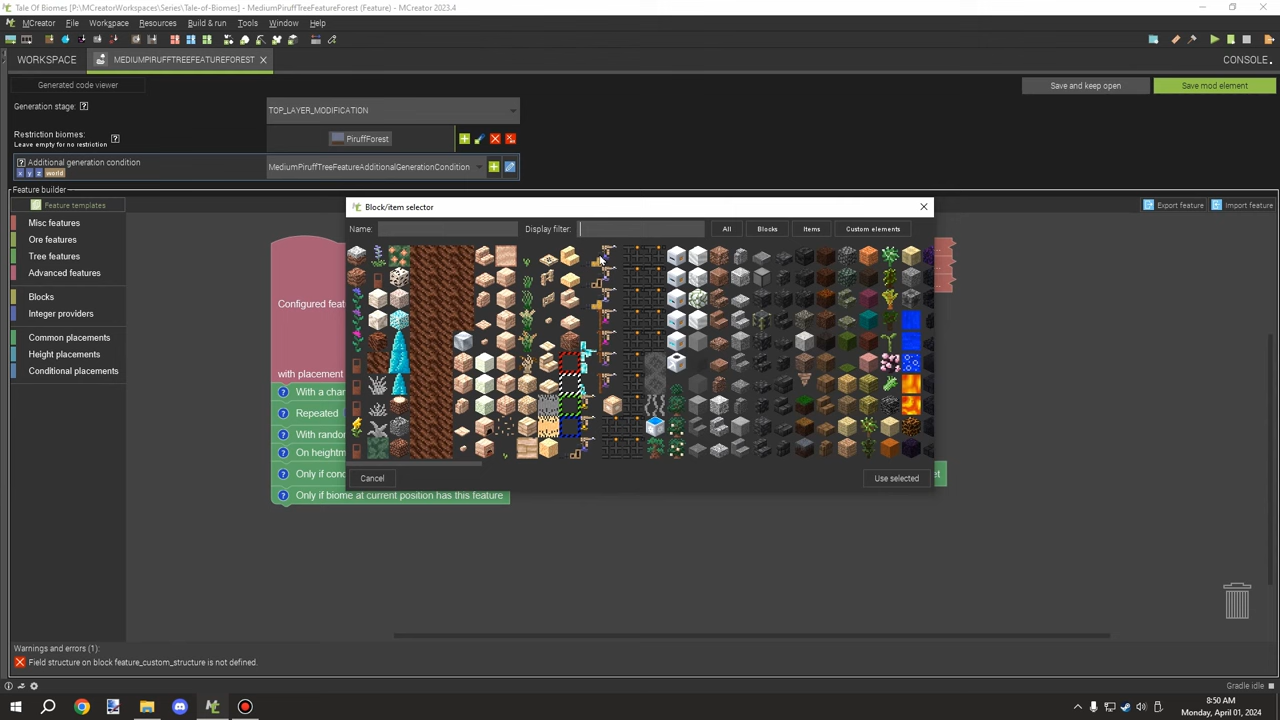 Tale Of Biomes [P:\MCreatorWorkspaces\Series\Tale-of-Biomes] - MediumPiruffTreeFeatureForest (Feature) - MCreator 2023.4
MCreator File Workspace Resources Build & run Tools Window Help
WORKSPACE MEDIUMPIRUFFTREEFEATUREFOREST CONSOLE
Generated code viewer Save and keep open Save mod element
Generation stage: ? TOP_LAYER_MODIFICATION
Restriction biomes: ? PiruffForest
Leave empty for no restriction
? Additional generation condition MediumPiruffTreeFeatureAdditionalGenerationCondition
x y z world
Feature builder
Feature templates Export feature Import feature
Block/item selector
Name: Display filter: All Blocks Items Custom elements
Misc features
Ore features
Tree features
Advanced features
Blocks
Integer providers
Common placements
Height placements
Conditional placements
Configured feat
with placement
? With a char
? Repeated
? With random
? On heightm
? Only if cond
et
? Only if biome at current position has this feature
Cancel Use selected
Warnings and errors (1):
Field structure on block feature_custom_structure is not defined.
Gradle idle
8:50 AM
Monday, April 01, 2024